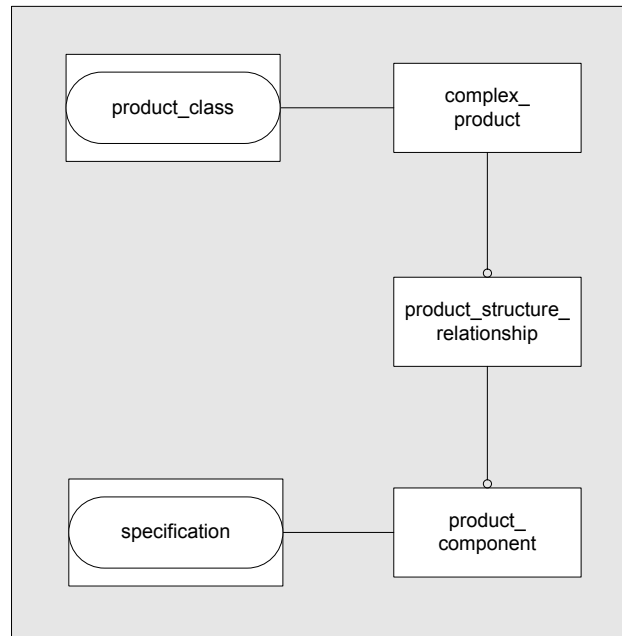 product_class
complex_
product
product_structure_
relationship
specification
product_
component